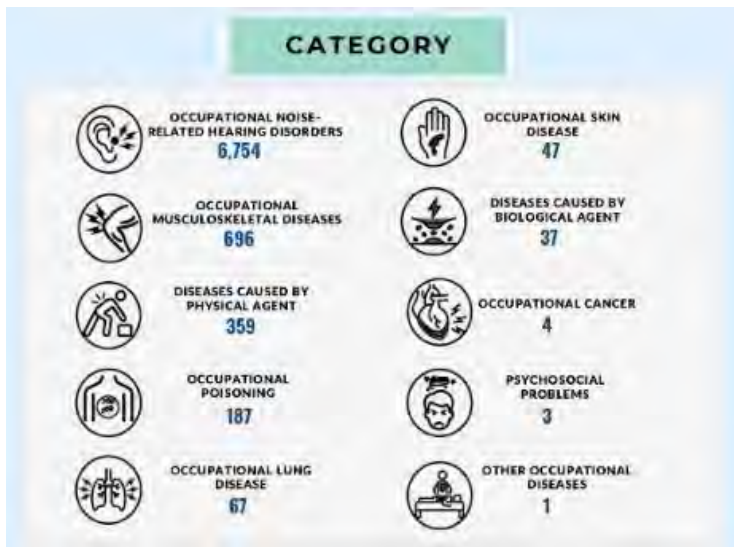 CATEGORY
OCCUPATIONAL NOISE-
RELATED HEARING DISORDERS
6,754
OCCUPATIONAL
MUSCULOSKELETAL DISEASES
696
DISEASES CAUSED BY
PHYSICAL AGENT
359
OCCUPATIONAL
POISONING
187
OCCUPATIONAL LUNG
DISEASE
67
OCCUPATIONAL SKIN
DISEASE
47
DISEASES CAUSED BY
BIOLOGICAL AGENT
37
OCCUPATIONAL CANCER
4
PSYCHOSOCIAL
PROBLEMS
3
OTHER OCCUPATIONAL
DISEASES
1